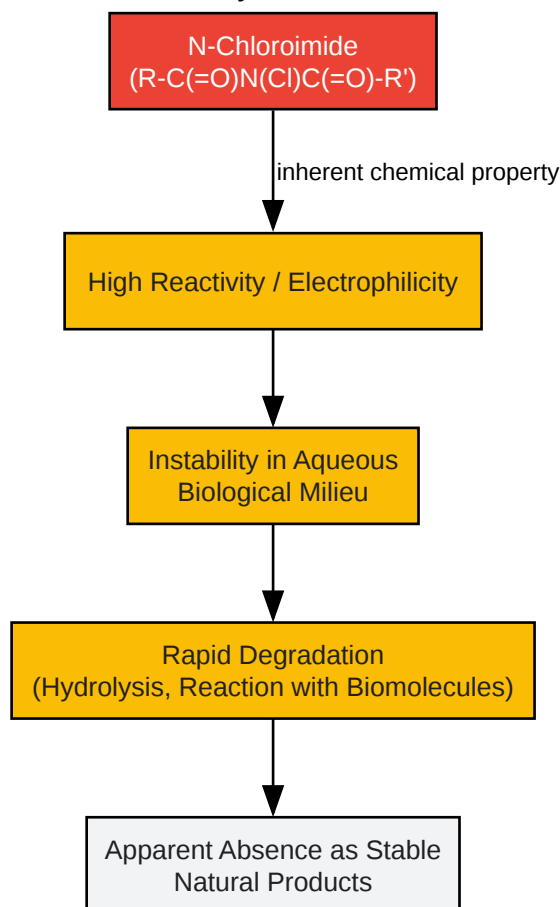 N-Chloroimide
(R-C(=O)N(Cl)C(=O)-R')
inherent chemical property
High Reactivity / Electrophilicity
Instability in Aqueous
Biological Milieu
Rapid Degradation
(Hydrolysis, Reaction with Biomolecules)
Apparent Absence as Stable
Natural Products